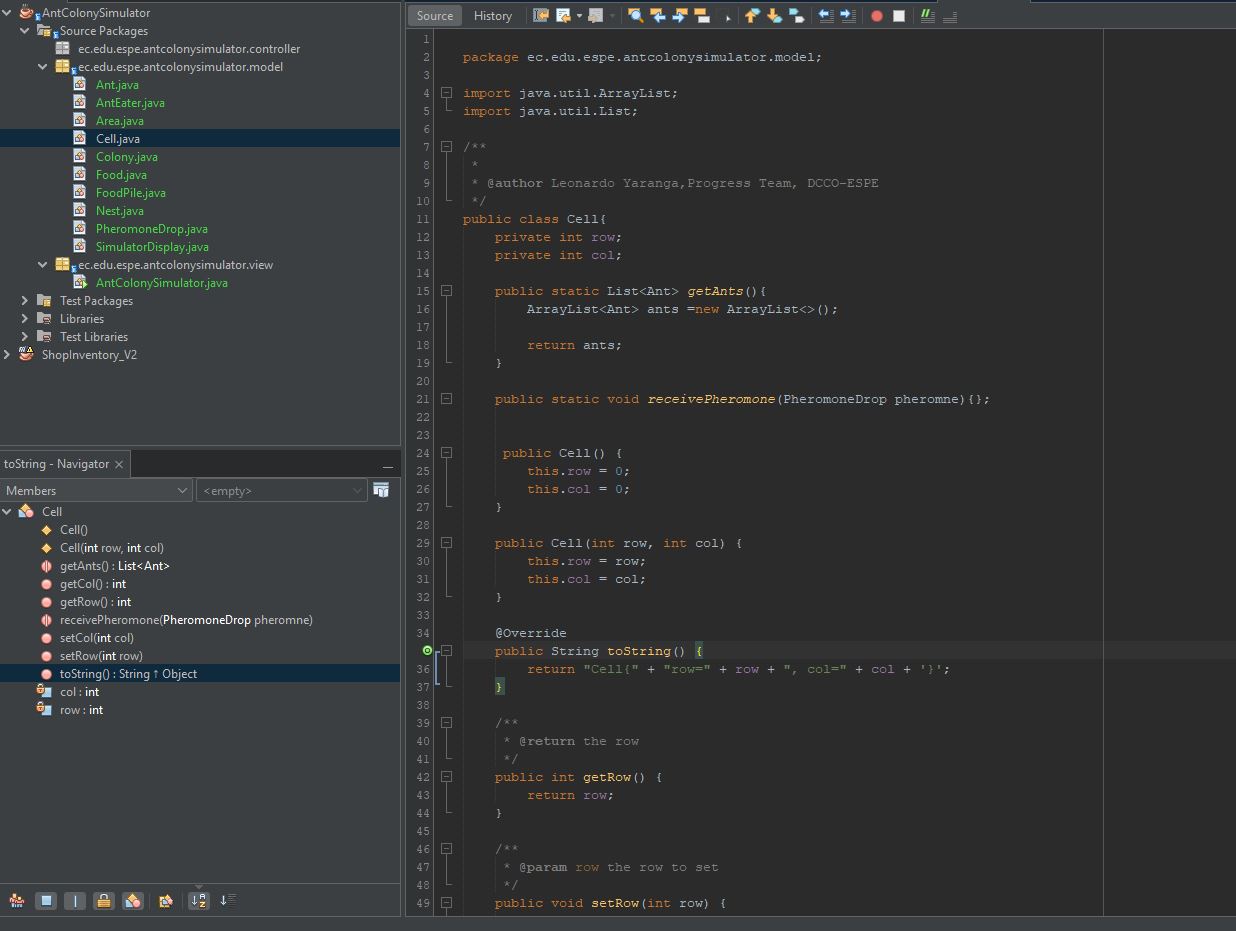 AntColonySimulator
Source Packages
ec.edu.espe.antcolonysimulator.controller
ec.edu.espe.antcolonysimulator.model
Ant.java
AntEater.java
Area.java
Cell.java
Colony.java
Food.java
FoodPile.java
Nest.java
PheromoneDrop.java
SimulatorDisplay.java
ec.edu.espe.antcolonysimulator.view
AntColonySimulator.java
Test Packages
Libraries
Test Libraries
ShopInventory_V2
toString - Navigator
Members
<empty>
Cell
Cell()
Cell(int row, int col)
getAnts() : List<Ant>
getCol() : int
getRow() : int
receivePheromone(PheromoneDrop pheromne)
setCol(int col)
setRow(int row)
toString() : String ↑ Object
col : int
row : int
Source History
1
2 package ec.edu.espe.antcolonysimulator.model;
3
4 import java.util.ArrayList;
5 import java.util.List;
6
7 /**
8 *
9 * @author Leonardo Yaranga,Progress Team, DCCO-ESPE
10 */
11 public class Cell{
12 private int row;
13 private int col;
14
15 public static List<Ant> getAnts(){
16 ArrayList<Ant> ants =new ArrayList<>();
17
18 return ants;
19 }
20
21 public static void receivePheromone(PheromoneDrop pheromne){};
22
23
24 public Cell() {
25 this.row = 0;
26 this.col = 0;
27 }
28
29 public Cell(int row, int col) {
30 this.row = row;
31 this.col = col;
32 }
33
34 @Override
public String toString() {
36 return "Cell{" + "row=" + row + ", col=" + col + '}';
37 }
38
39 /**
40 * @return the row
41 */
42 public int getRow() {
43 return row;
44 }
45
46 /**
47 * @param row the row to set
48 */
49 public void setRow(int row) {